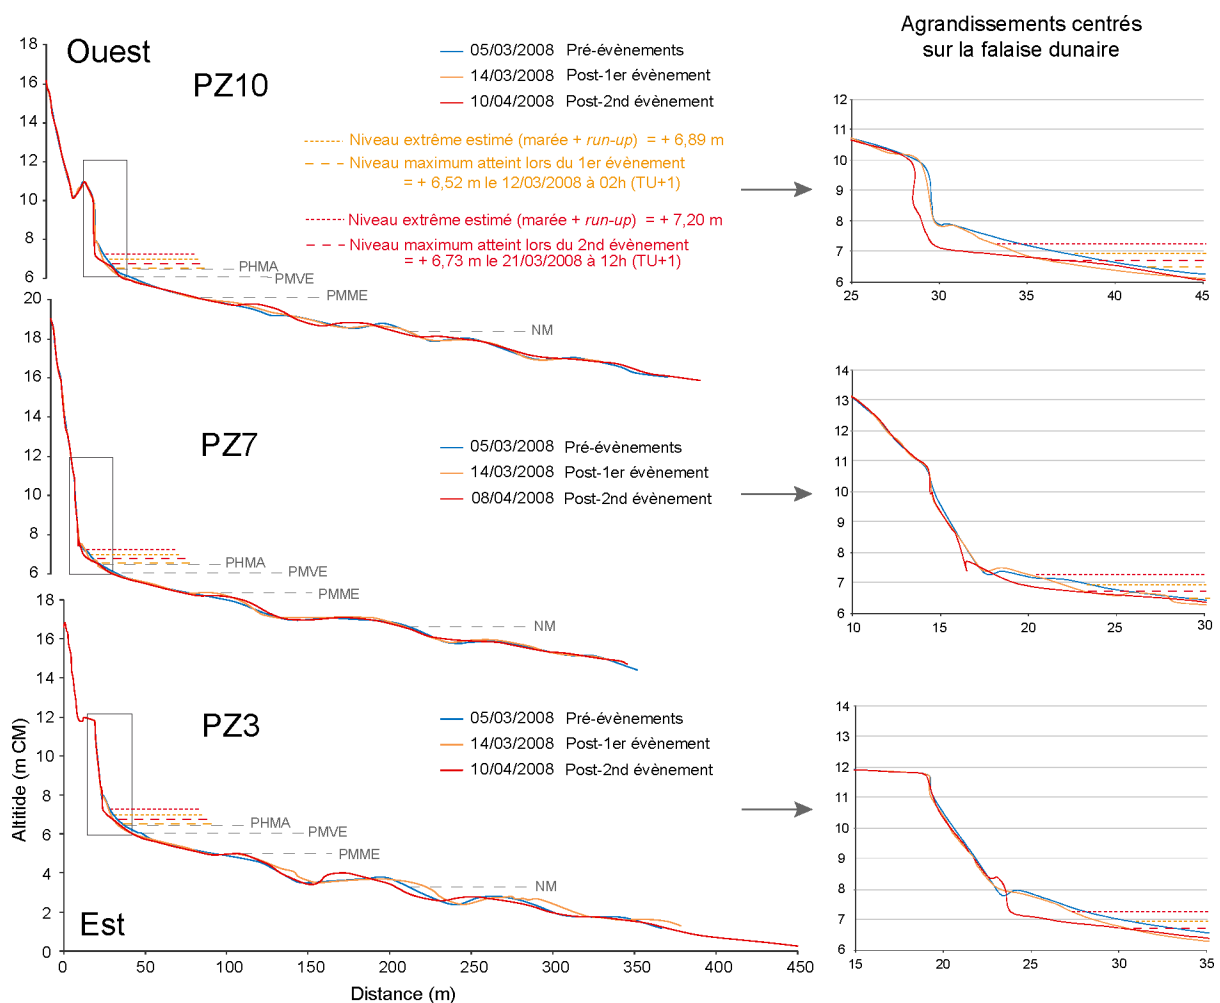 Agrandissements centrés
sur la falaise dunaire
Ouest
PZ10
05/03/2008 Pré-évènements
14/03/2008 Post-1er évènement
10/04/2008 Post-2nd évènement
Niveau extrême estimé (marée + run-up) = + 6,89 m
Niveau maximum atteint lors du 1er évènement
= + 6,52 m le 12/03/2008 à 02h (TU+1)
Niveau extrême estimé (marée + run-up) = + 7,20 m
Niveau maximum atteint lors du 2nd évènement
= + 6,73 m le 21/03/2008 à 12h (TU+1)
PHMA
PMVE
PMME
NM
18
16
14
12
10
8
6
12
11
10
9
8
7
6
25 30 35 40 45
PZ7
05/03/2008 Pré-évènements
14/03/2008 Post-1er évènement
08/04/2008 Post-2nd évènement
PHMA
PMVE
PMME
NM
20
18
16
14
12
10
8
6
14
13
12
11
10
9
8
7
6
10 15 20 25 30
PZ3
05/03/2008 Pré-évènements
14/03/2008 Post-1er évènement
10/04/2008 Post-2nd évènement
PHMA
PMVE
PMME
NM
Est
Altitide (m CM)
18
16
14
12
10
8
6
4
2
0
0 50 100 150 200 250 300 350 400 450
Distance (m)
14
13
12
11
10
9
8
7
6
15 20 25 30 35